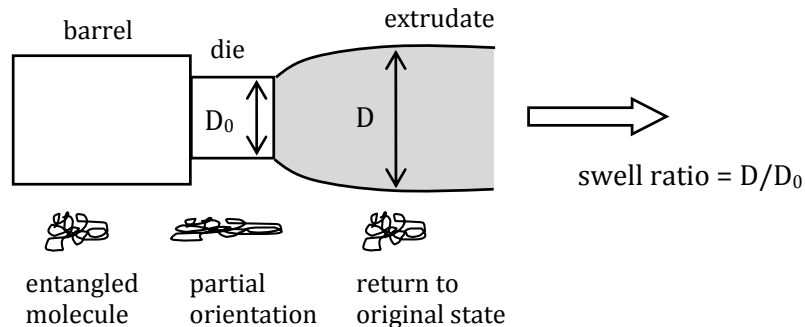 barrel
die
extrudate
D₀
D
swell ratio = D/D₀
entangled
molecule
partial
orientation
return to
original state